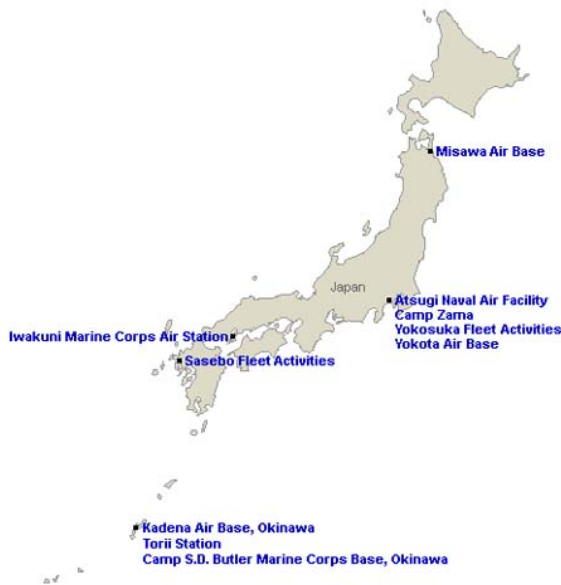 Misawa Air Base
Japan
Atsugi Naval Air Facility
Camp Zama
Yokosuka Fleet Activities
Yokota Air Base
Iwakuni Marine Corps Air Station
Sasebo Fleet Activities
Kadena Air Base, Okinawa
Torii Station
Camp S.D. Butler Marine Corps Base, Okinawa